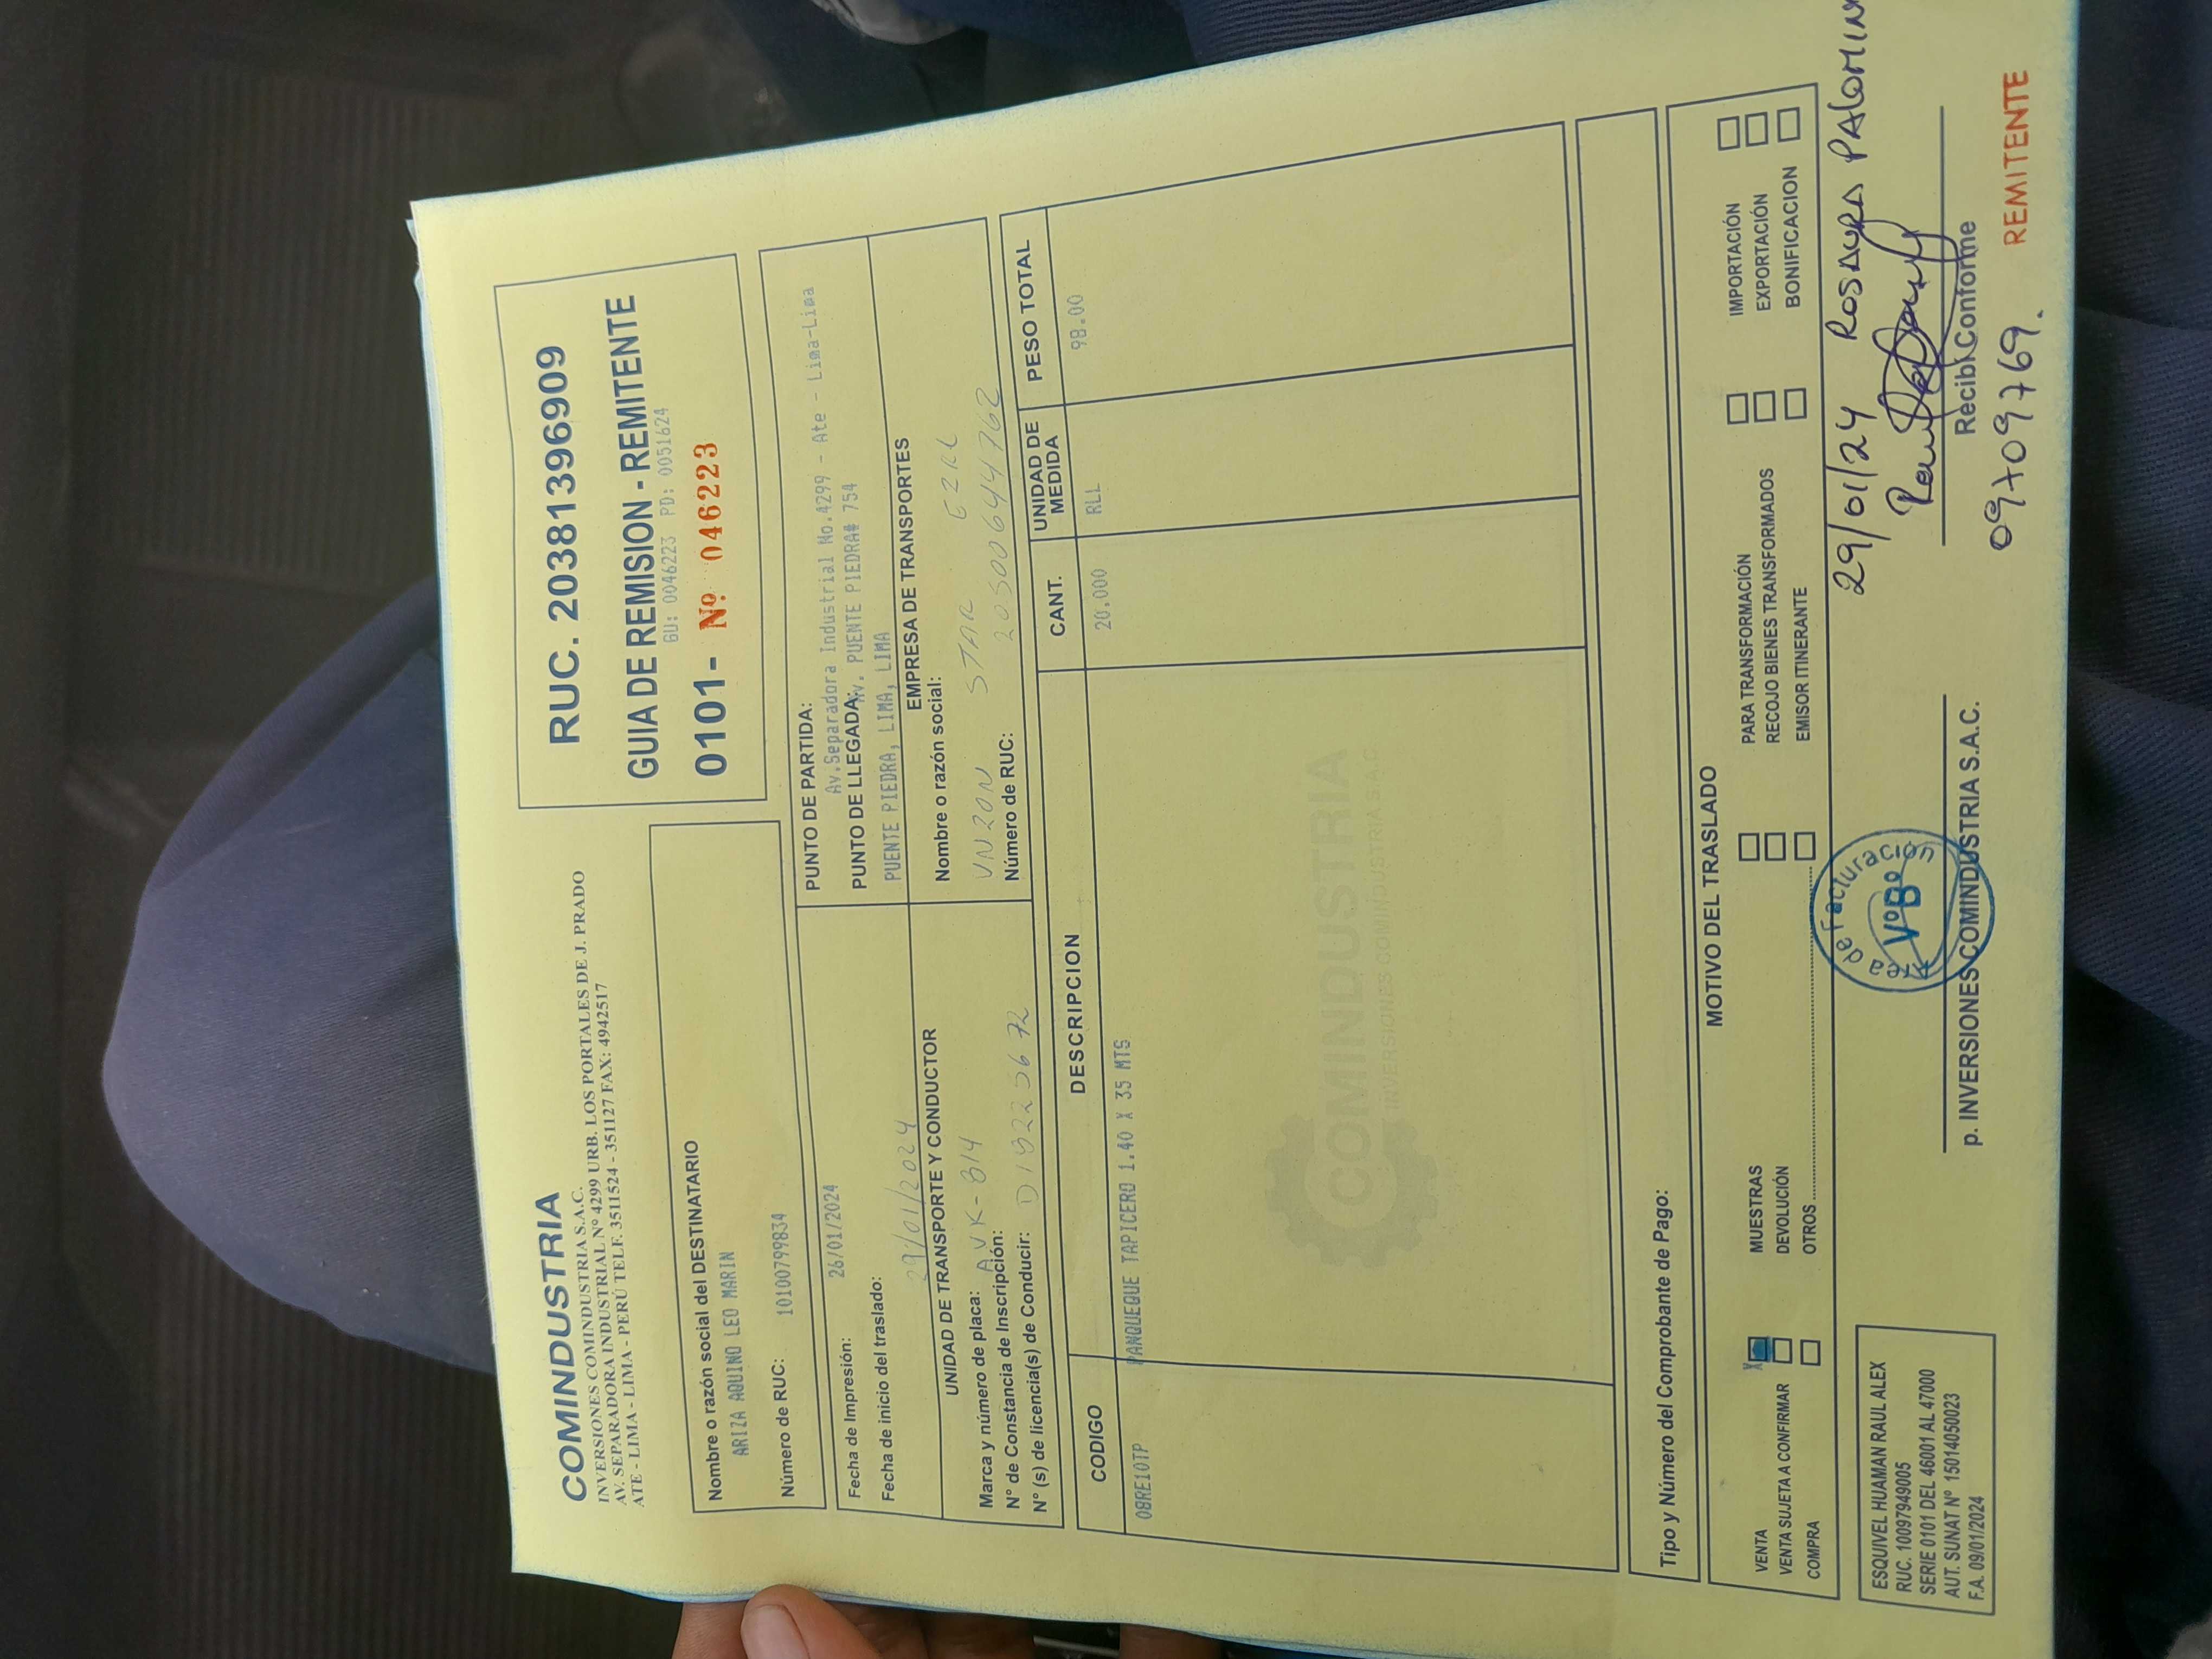 COMINDUSTRIA
INVERSIONES COMINDUSTRIA S.A.C.
AV. SEPARADORA INDUSTRIAL Nº 4299 URB. LOS PORTALES DE J. PRADO
ATE - LIMA - PERÚ TELF. 3511524 - 351127 FAX: 4942517
RUC. 20381396909
GUIA DE REMISION - REMITENTE
GU: 0046223 PD: 0051624
0101- Nº 046223
Nombre o razón social del DESTINATARIO
ARIZA AQUINO LEO MARIN
Número de RUC: 10100799834
PUNTO DE PARTIDA:
Av.Separadora Industrial No.4299 - Ate - Lima-Lima
PUNTO DE LLEGADA: Av. PUENTE PIEDRA# 754
PUENTE PIEDRA, LIMA, LIMA
Fecha de Impresión: 26/01/2024
Fecha de inicio del traslado: 29/01/2024
UNIDAD DE TRANSPORTE Y CONDUCTOR
Marca y número de placa: AVK-814
Nº de Constancia de Inscripción:
Nº (s) de licencia(s) de Conducir:
EMPRESA DE TRANSPORTES
Nombre o razón social:
STAR
Número de RUC: 20500644762
CODIGO DESCRIPCION CANT. UNIDAD DE MEDIDA PESO TOTAL
08RE10TP PANQUEQUE TAPICERO 1.40 X 35 MTS 20.000 RLL 98.00
COMINDUSTRIA
INVERSIONES COMINDUSTRIA S.A.C
Tipo y Número del Comprobante de Pago:
MOTIVO DEL TRASLADO
VENTA X MUESTRAS PARA TRANSFORMACIÓN IMPORTACIÓN
VENTA SUJETA A CONFIRMAR DEVOLUCIÓN RECOJO BIENES TRANSFORMADOS EXPORTACIÓN
COMPRA OTROS EMISOR ITINERANTE BONIFICACION
ESQUIVEL HUAMAN RAUL ALEX
RUC. 10097949005
SERIE 0101 DEL 46001 AL 47000
AUT. SUNAT Nº 15014050023
F.A. 09/01/2024
de Facturación
VºBº
p. INVERSIONES COMINDUSTRIA S.A.C.
29/01/24 ROSAURA PALOMIN
Recibí Conforme
09709769.
REMITENTE